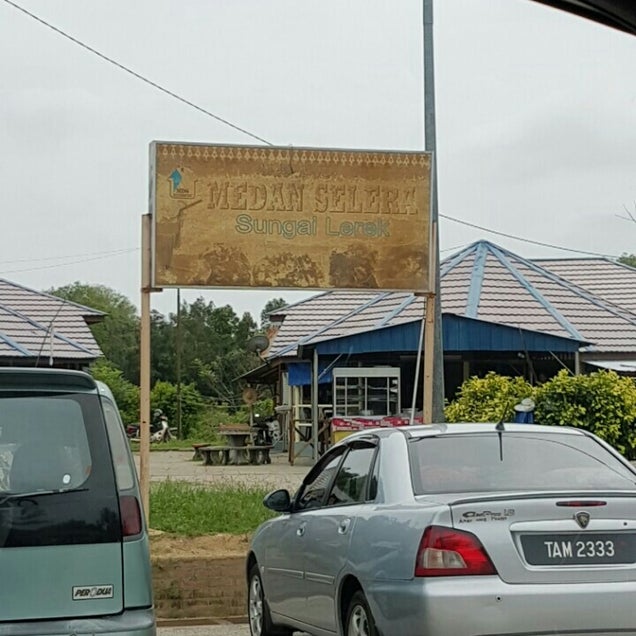 MEDAN SELERA
Sungai Lerek
PERODUA
TAM 2333